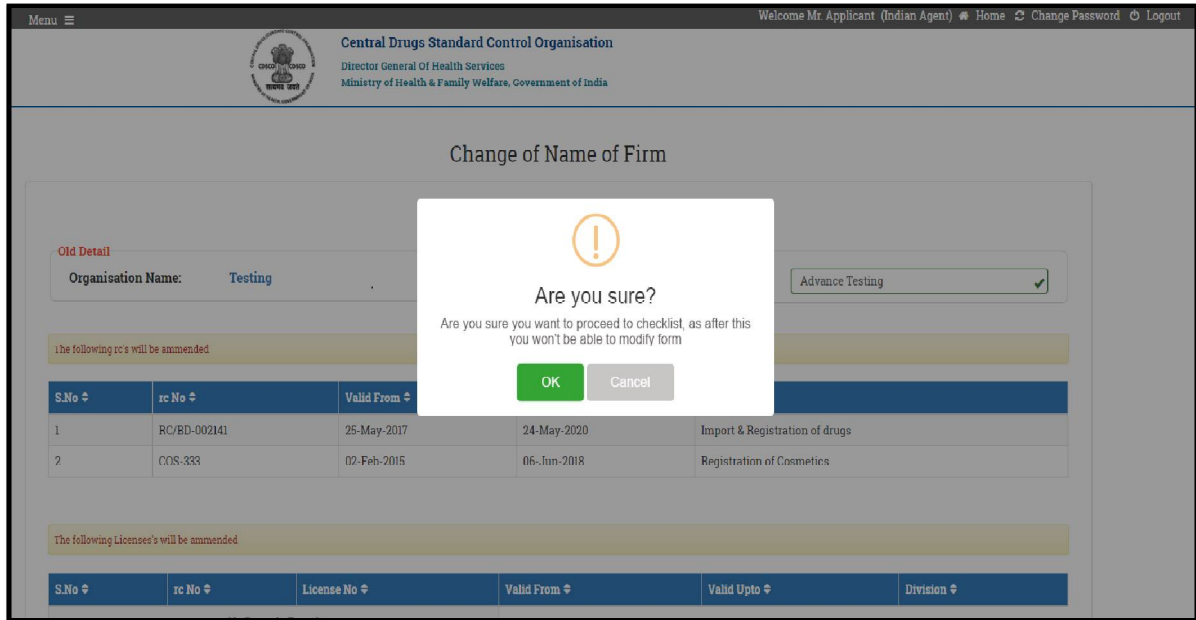 Menu
Welcome Mr. Applicant (Indian Agent) Home Change Password Logout
Central Drugs Standard Control Organisation
Director General Of Health Services
Ministry of Health & Family Welfare, Government of India
CDSCO CDSCO
सत्यमेव जयते
Change of Name of Firm
Old Detail
Organisation Name: Testing
Advance Testing
Are you sure?
Are you sure you want to proceed to checklist, as after this
you won't be able to modify form
OK Cancel
The following rc's will be ammended
S.No rc No Valid From
1 RC/BD-002141 25-May-2017 24-May-2020 Import & Registration of drugs
2 COS-333 02-Feb-2015 06-Jun-2018 Registration of Cosmetics
The following Licenses's will be ammended
S.No rc No License No Valid From Valid Upto Division